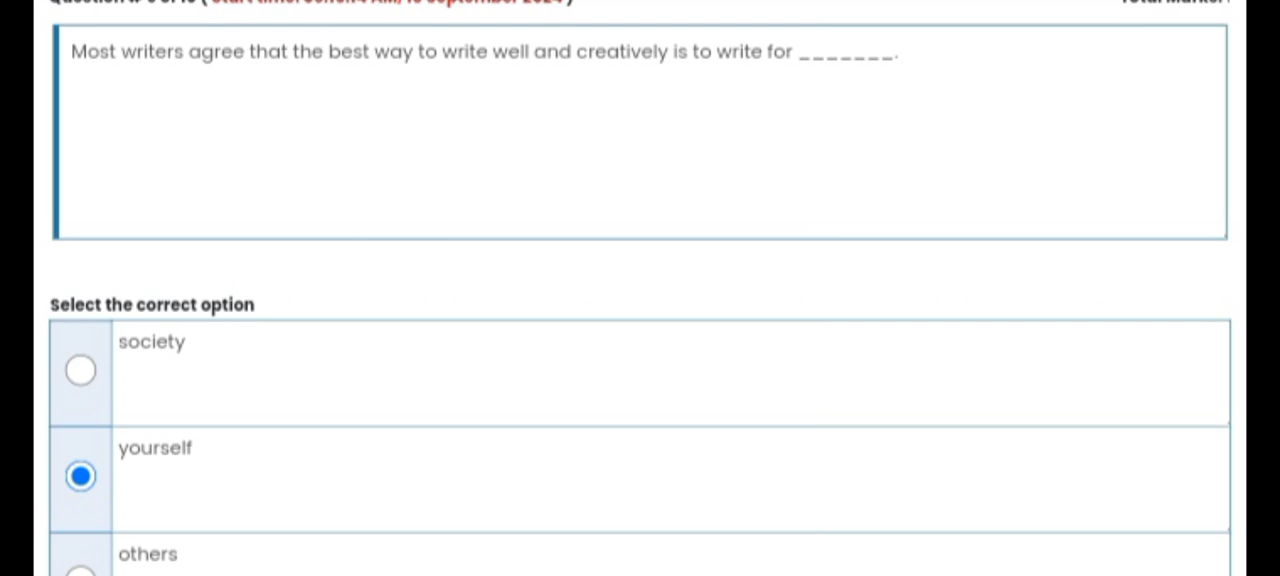 Most writers agree that the best way to write well and creatively is to write for _______.
Select the correct option
society
yourself
others